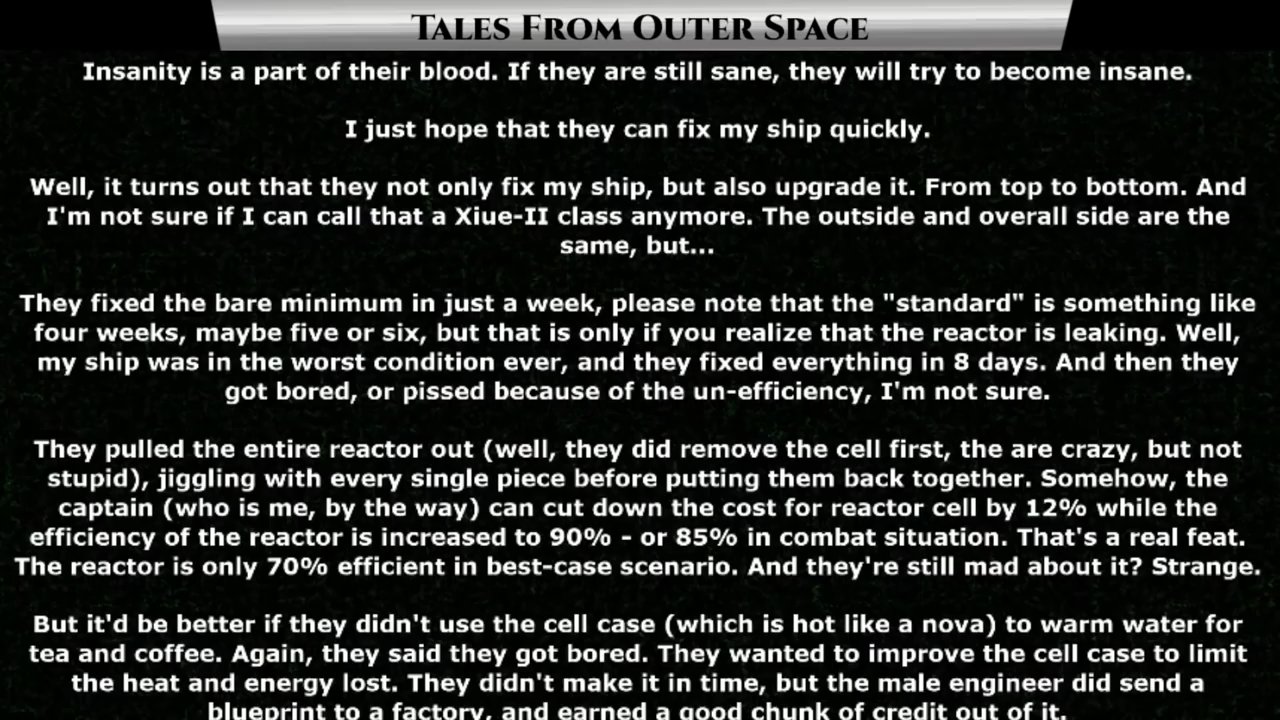 Tales From Outer Space
Insanity is a part of their blood. If they are still sane, they will try to become insane.
I just hope that they can fix my ship quickly.
Well, it turns out that they not only fix my ship, but also upgrade it. From top to bottom. And
I'm not sure if I can call that a Xiue-II class anymore. The outside and overall side are the
same, but...
They fixed the bare minimum in just a week, please note that the "standard" is something like
four weeks, maybe five or six, but that is only if you realize that the reactor is leaking. Well,
my ship was in the worst condition ever, and they fixed everything in 8 days. And then they
got bored, or pissed because of the un-efficiency, I'm not sure.
They pulled the entire reactor out (well, they did remove the cell first, the are crazy, but not
stupid), jiggling with every single piece before putting them back together. Somehow, the
captain (who is me, by the way) can cut down the cost for reactor cell by 12% while the
efficiency of the reactor is increased to 90% - or 85% in combat situation. That's a real feat.
The reactor is only 70% efficient in best-case scenario. And they're still mad about it? Strange.
But it'd be better if they didn't use the cell case (which is hot like a nova) to warm water for
tea and coffee. Again, they said they got bored. They wanted to improve the cell case to limit
the heat and energy lost. They didn't make it in time, but the male engineer did send a
blueprint to a factory, and earned a good chunk of credit out of it.